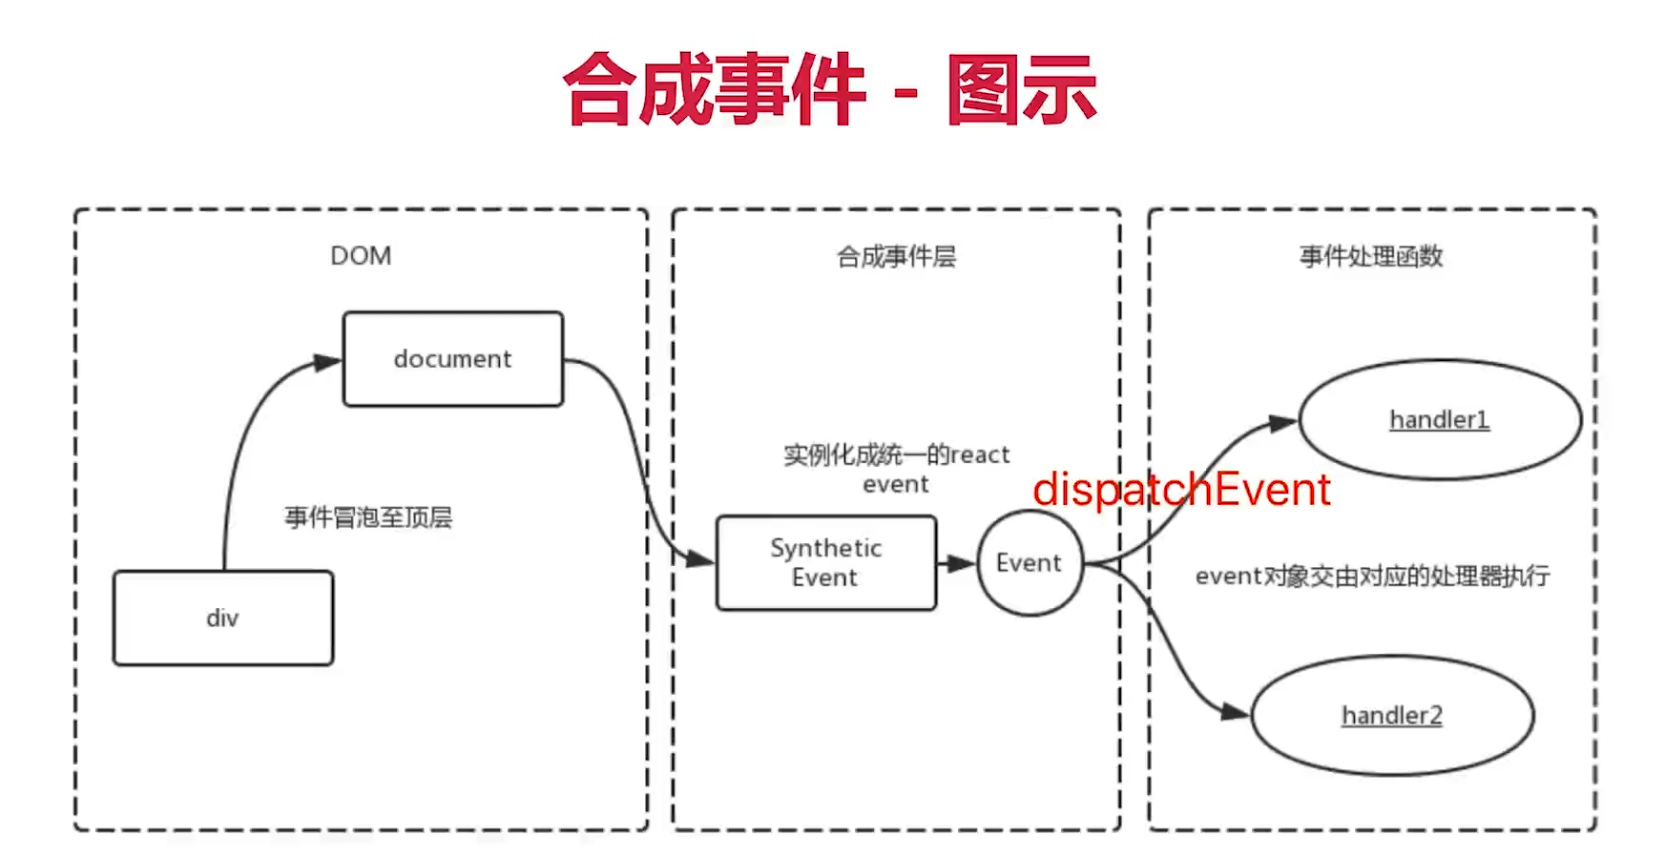 合成事件 - 图示
DOM
document
事件冒泡至顶层
div
合成事件层
实例化成统一的react
event
Synthetic
Event
Event
dispatchEvent
事件处理函数
handler1
event对象交由对应的处理器执行
handler2